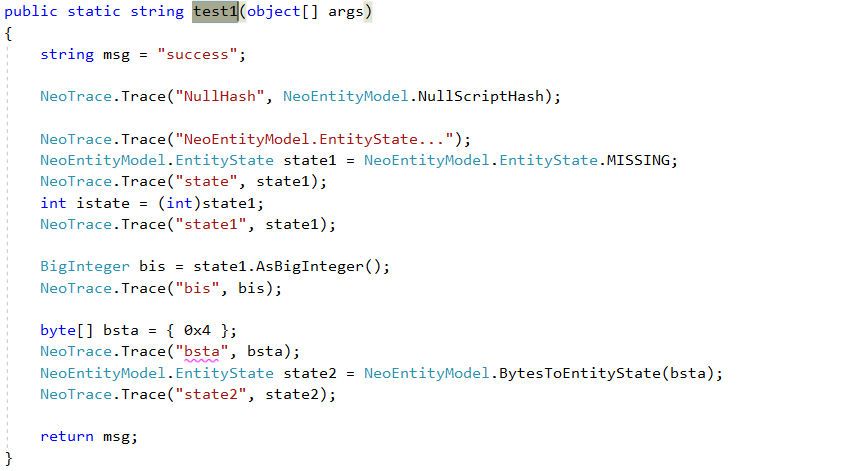 public static string test1(object[] args)
{
string msg = "success";
NeoTrace.Trace("NullHash", NeoEntityModel.NullScriptHash);
NeoTrace.Trace("NeoEntityModel.EntityState...");
NeoEntityModel.EntityState state1 = NeoEntityModel.EntityState.MISSING;
NeoTrace.Trace("state", state1);
int istate = (int)state1;
NeoTrace.Trace("state1", state1);
BigInteger bis = state1.AsBigInteger();
NeoTrace.Trace("bis", bis);
byte[] bsta = { 0x4 };
NeoTrace.Trace("bsta", bsta);
NeoEntityModel.EntityState state2 = NeoEntityModel.BytesToEntityState(bsta);
NeoTrace.Trace("state2", state2);
return msg;
}